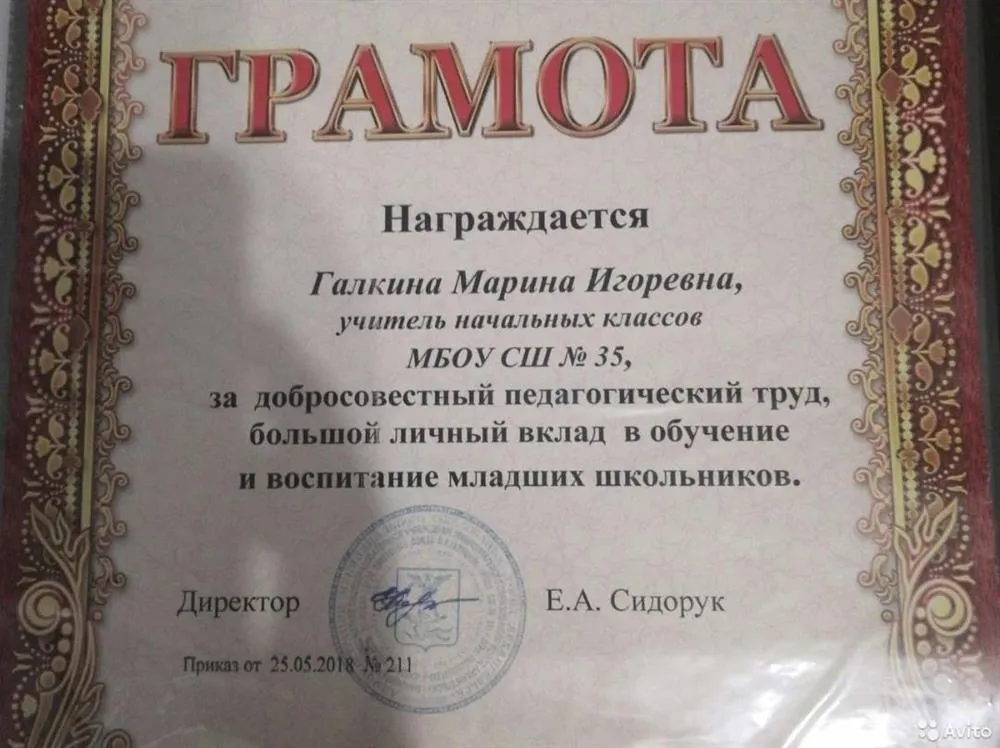 ГРАМОТА
Награждается
Галкина Марина Игоревна,
учитель начальных классов
МБОУ СШ № 35,
за добросовестный педагогический труд,
большой личный вклад в обучение
и воспитание младших школьников.
Директор Е.А. Сидорук
Приказ от 25.05.2018 № 211
Avito